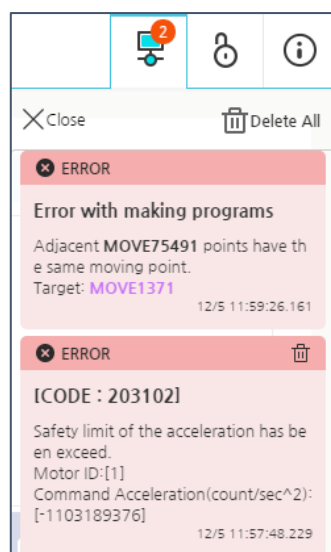 2
Close
Delete All
ERROR
Error with making programs
Adjacent MOVE75491 points have th
e same moving point.
Target: MOVE1371
12/5 11:59:26.161
ERROR
[CODE : 203102]
Safety limit of the acceleration has be
en exceed.
Motor ID:[1]
Command Acceleration(count/sec^2):
[-1103189376]
12/5 11:57:48.229